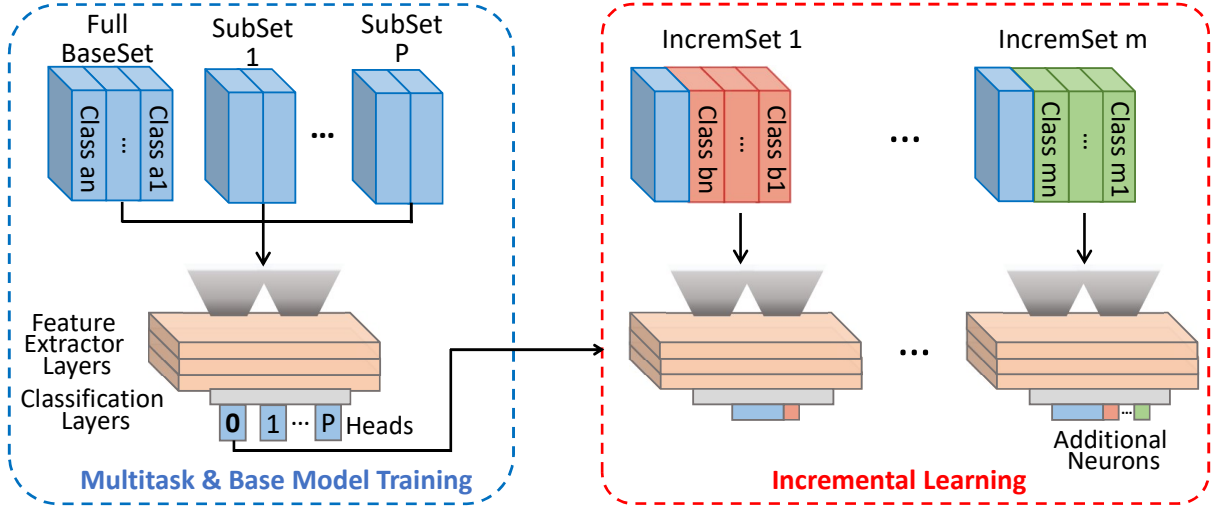 Full
BaseSet
SubSet
1
SubSet
P
Class an
...
Class a1
...
Feature
Extractor
Layers
Classification
Layers
0
1
...
P
Heads
Multitask & Base Model Training
IncremSet 1
...
IncremSet m
Class bn
...
Class b1
Class mn
...
Class m1
...
...
Additional
Neurons
Incremental Learning